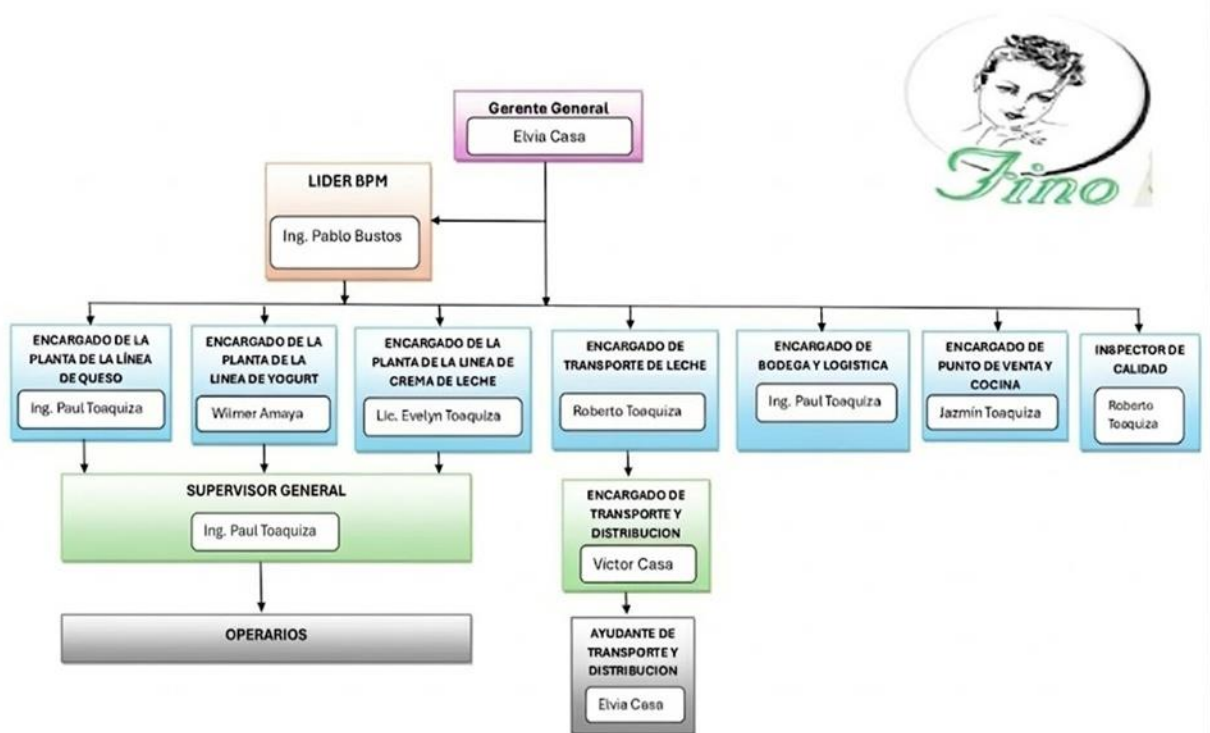 Gerente General
Elvia Casa
Fino
LIDER BPM
Ing. Pablo Bustos
ENCARGADO DE LA
PLANTA DE LA LÍNEA
DE QUESO
Ing. Paul Toaquiza
ENCARGADO DE LA
PLANTA DE LA
LINEA DE YOGURT
Wilmer Amaya
ENCARGADO DE LA
PLANTA DE LA LINEA DE
CREMA DE LECHE
Lic. Evelyn Toaquiza
ENCARGADO DE
TRANSPORTE DE LECHE
Roberto Toaquiza
ENCARGADO DE
BODEGA Y LOGISTICA
Ing. Paul Toaquiza
ENCARGADO DE
PUNTO DE VENTA Y
COCINA
Jazmín Toaquiza
INSPECTOR DE
CALIDAD
Roberto
Toaquiza
SUPERVISOR GENERAL
Ing. Paul Toaquiza
ENCARGADO DE
TRANSPORTE Y
DISTRIBUCION
Víctor Casa
OPERARIOS
AYUDANTE DE
TRANSPORTE Y
DISTRIBUCION
Elvia Casa